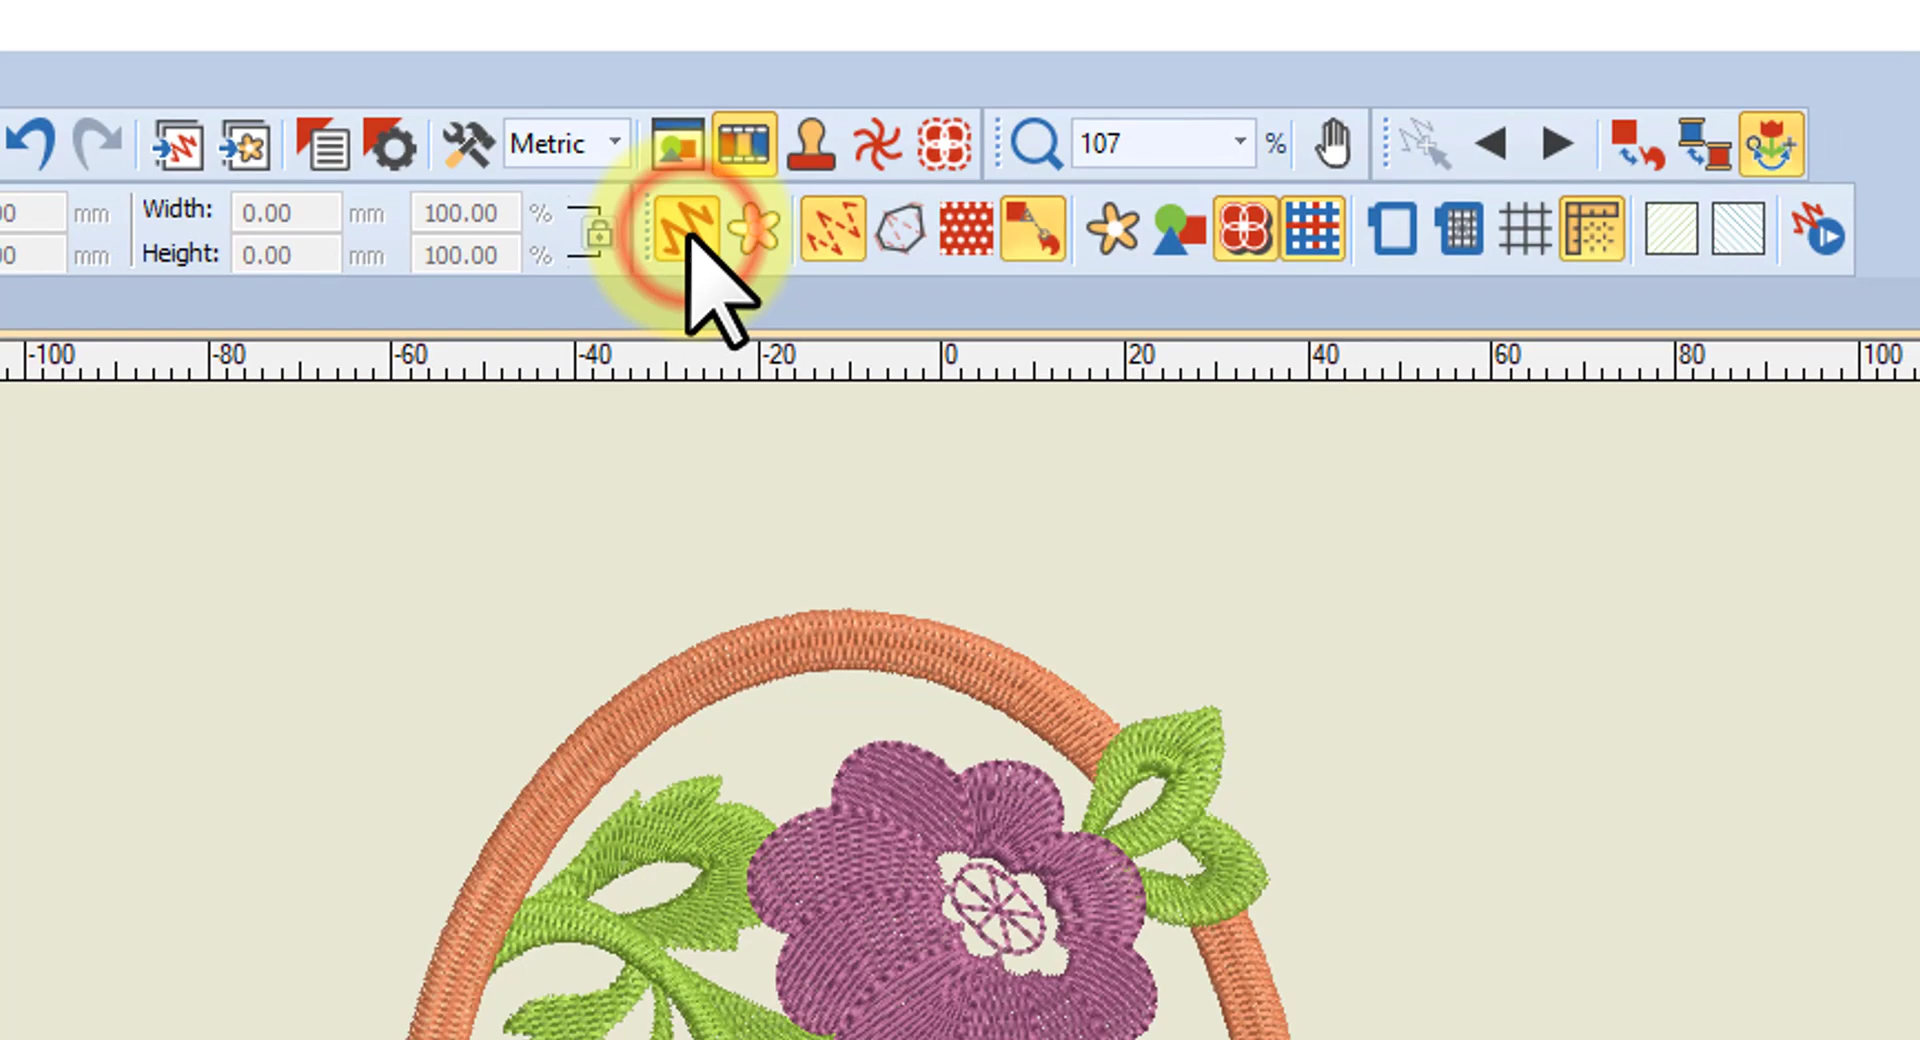 Metric 107 %
00 mm Width: 0.00 mm 100.00 %
00 mm Height: 0.00 mm 100.00 %
-100 -80 -60 -40 -20 0 20 40 60 80 100